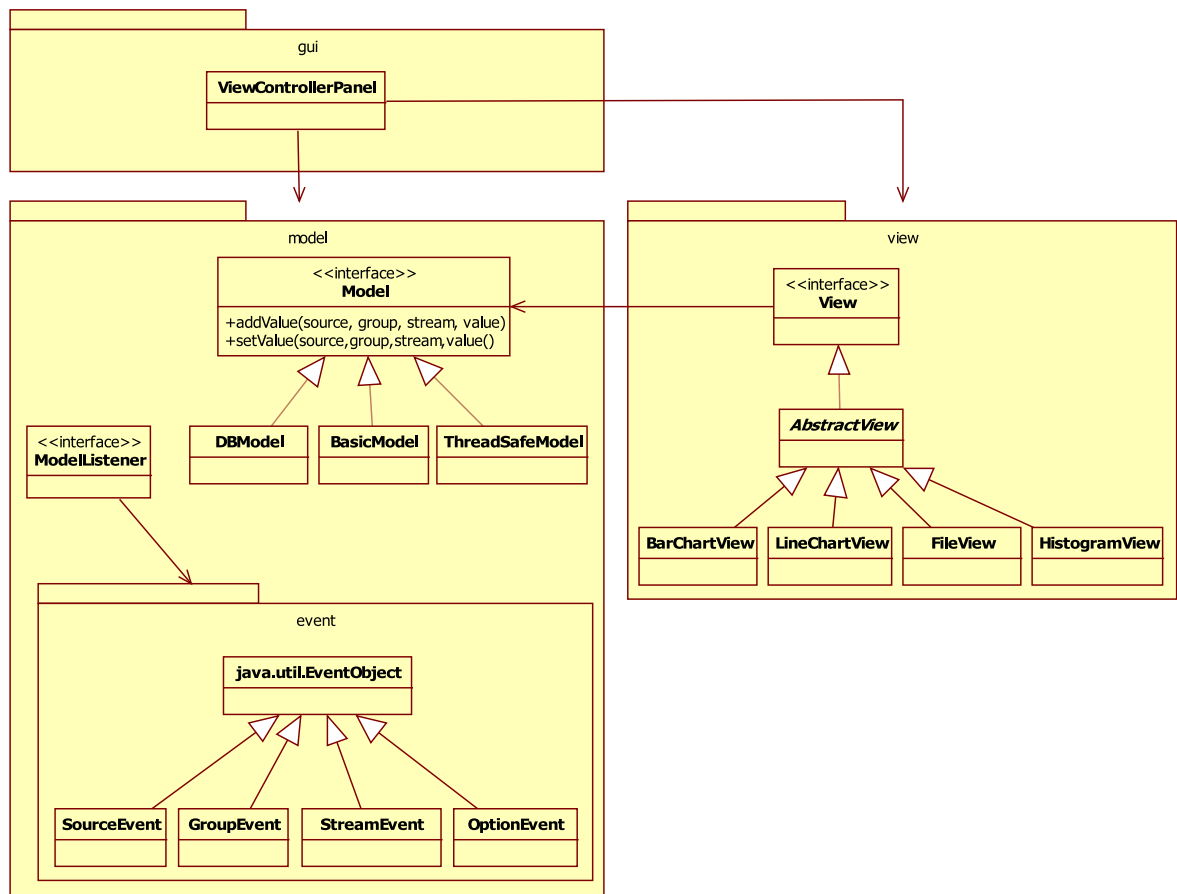 gui
ViewControllerPanel
model
<<interface>>
Model
+addValue(source, group, stream, value)
+setValue(source,group,stream,value()
DBModel
BasicModel
ThreadSafeModel
<<interface>>
ModelListener
event
java.util.EventObject
SourceEvent
GroupEvent
StreamEvent
OptionEvent
view
<<interface>>
View
AbstractView
BarChartView
LineChartView
FileView
HistogramView